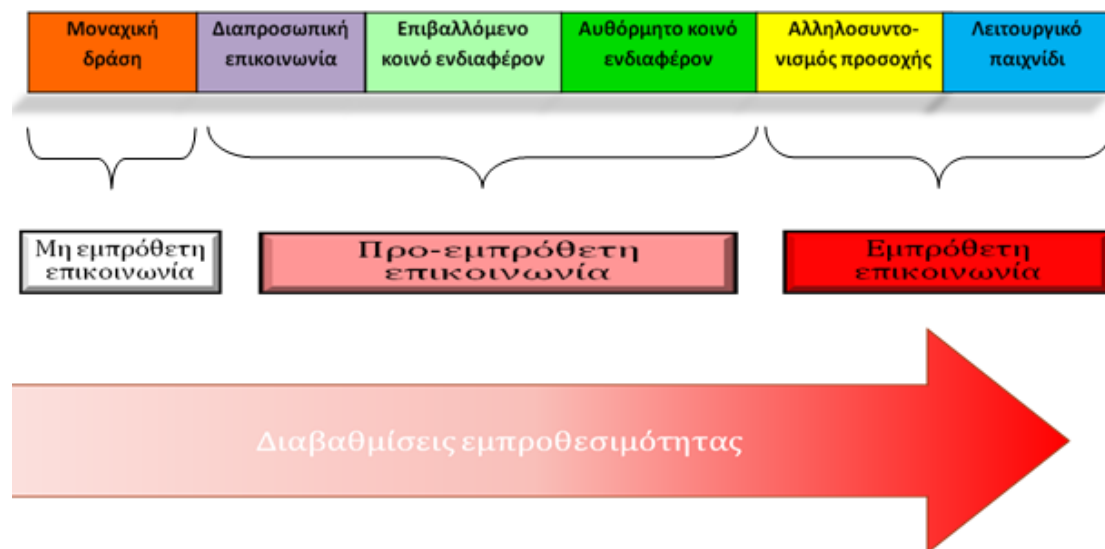 Μοναχική
δράση
Διαπροσωπική
επικοινωνία
Επιβαλλόμενο
κοινό ενδιαφέρον
Αυθόρμητο κοινό
ενδιαφέρον
Αλληλοσυντο-
νισμός προσοχής
Λειτουργικό
παιχνίδι
Μη εμπρόθετη
επικοινωνία
Προ-εμπρόθετη
επικοινωνία
Εμπρόθετη
επικοινωνία
Διαβαθμίσεις εμπροθεσιμότητας